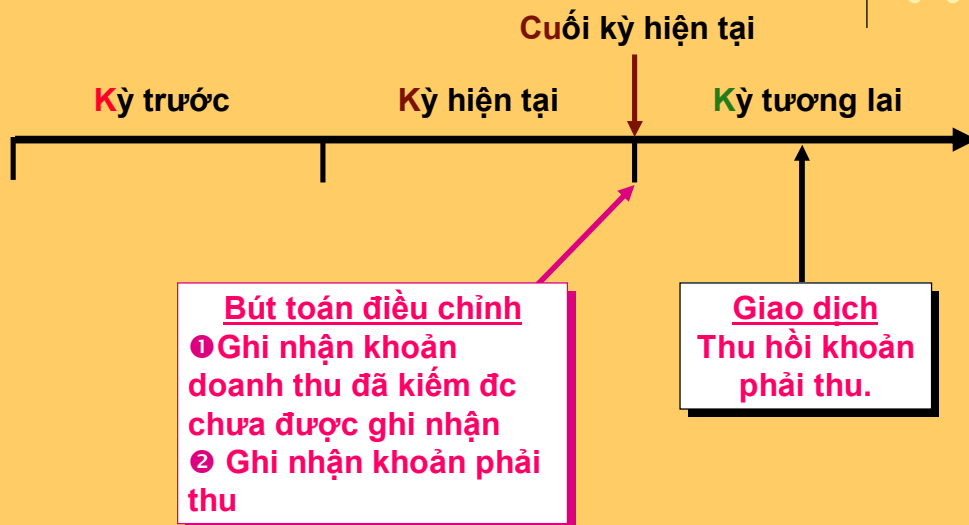 Cuối kỳ hiện tại
Kỳ trước
Kỳ hiện tại
Kỳ tương lai
Bút toán điều chỉnh
❶Ghi nhận khoản
doanh thu đã kiếm đc
chưa được ghi nhận
❷ Ghi nhận khoản phải
thu
Giao dịch
Thu hồi khoản
phải thu.